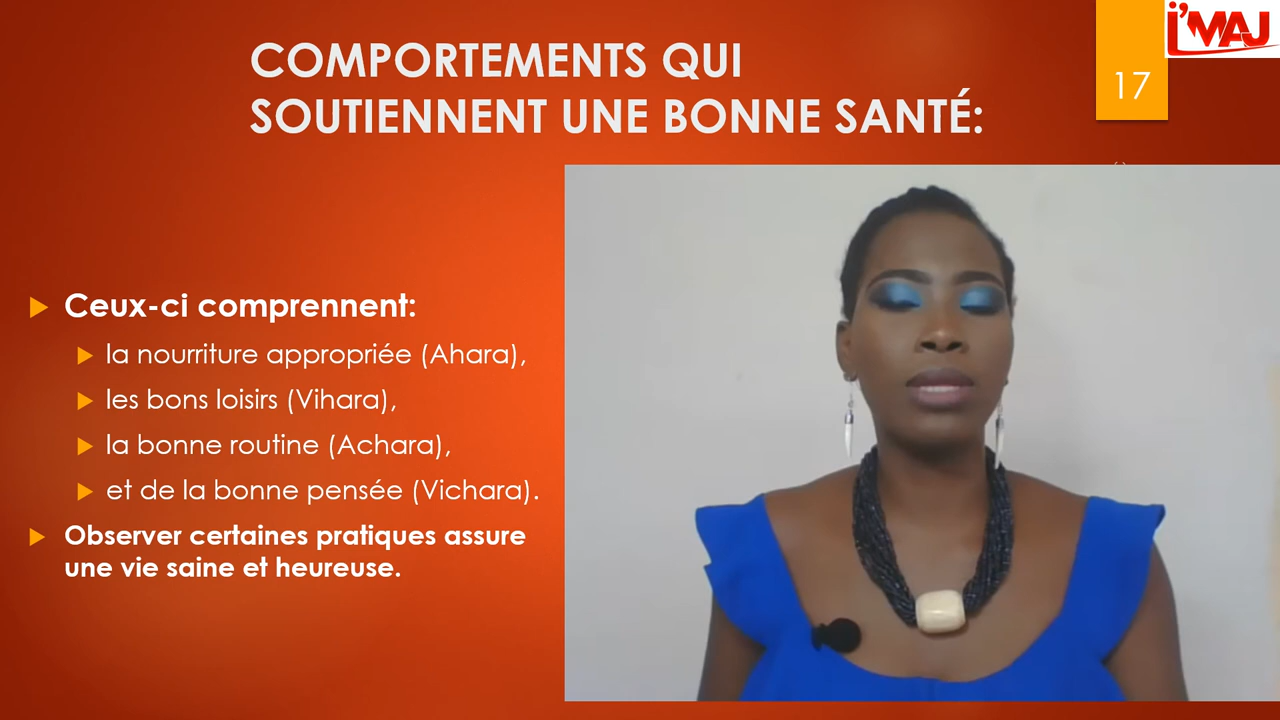 i'MAJ
17
COMPORTEMENTS QUI
SOUTIENNENT UNE BONNE SANTÉ:
Ceux-ci comprennent:
la nourriture appropriée (Ahara),
les bons loisirs (Vihara),
la bonne routine (Achara),
et de la bonne pensée (Vichara).
Observer certaines pratiques assure
une vie saine et heureuse.